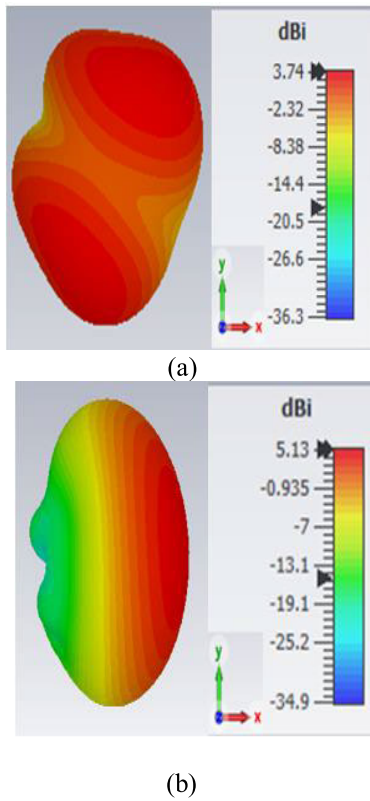 dBi
3.74
-2.32
-8.38
-14.4
-20.5
-26.6
-36.3
y
x
(a)
dBi
5.13
-0.935
-7
-13.1
-19.1
-25.2
-34.9
y
x
(b)